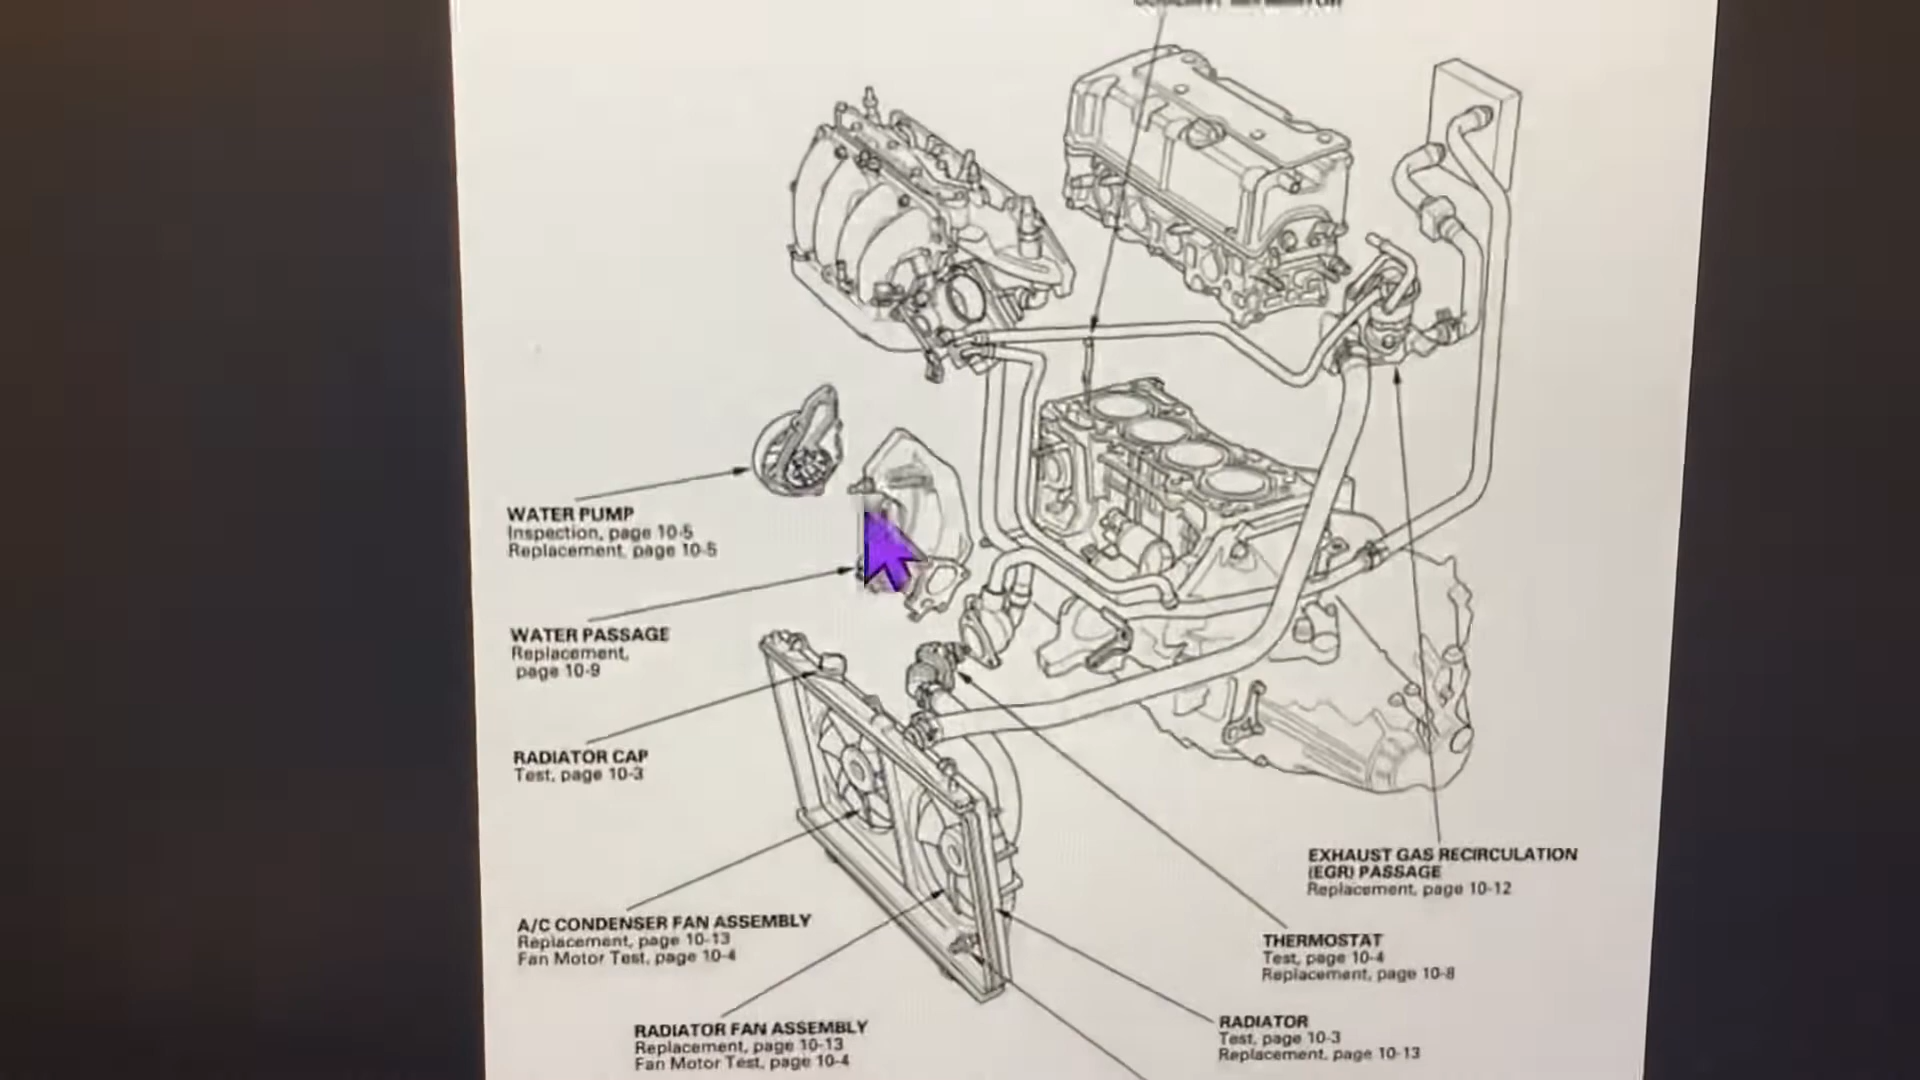 WATER PUMP
Inspection, page 10-5
Replacement, page 10-5
WATER PASSAGE
Replacement,
page 10-9
RADIATOR CAP
Test, page 10-3
A/C CONDENSER FAN ASSEMBLY
Replacement, page 10-13
Fan Motor Test, page 10-4
RADIATOR FAN ASSEMBLY
Replacement, page 10-13
Fan Motor Test, page 10-4
EXHAUST GAS RECIRCULATION
(EGR) PASSAGE
Replacement, page 10-12
THERMOSTAT
Test, page 10-4
Replacement, page 10-8
RADIATOR
Test, page 10-3
Replacement, page 10-13